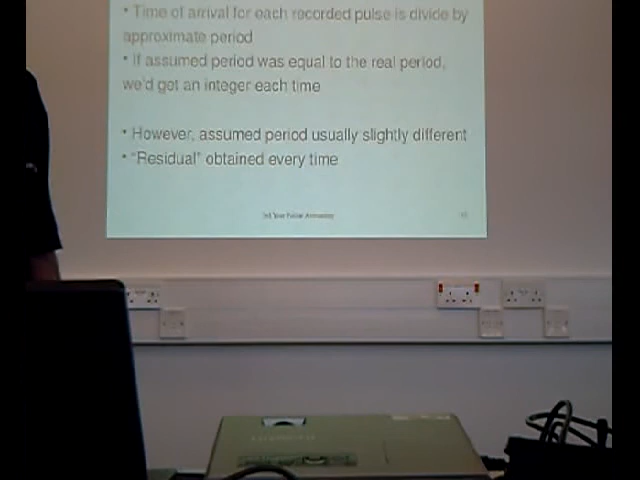 • Time of arrival for each recorded pulse is divide by
approximate period
• If assumed period was equal to the real period,
we'd get an integer each time
• However, assumed period usually slightly different
• "Residual" obtained every time